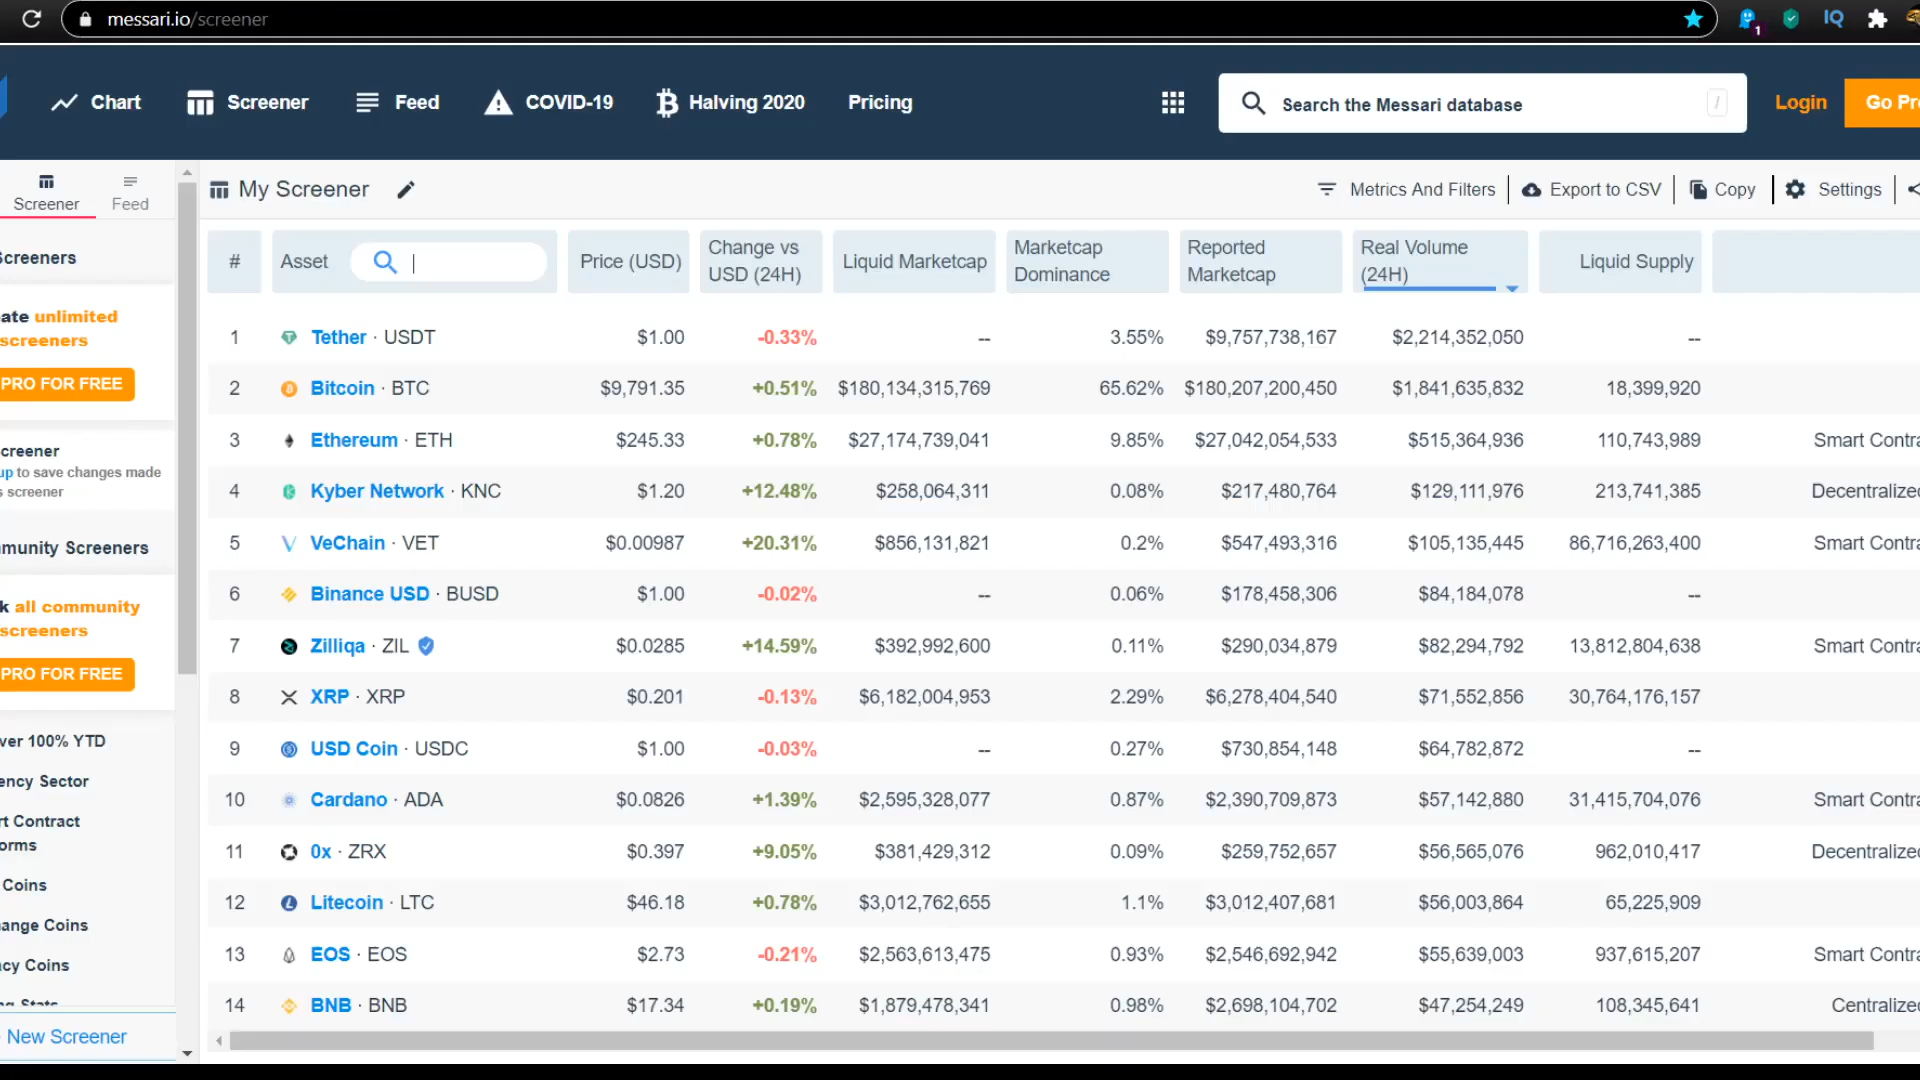 messari.io/screener
1
IQ
Chart
Screener
Feed
COVID-19
Halving 2020
Pricing
Search the Messari database /
Login
Go Pr
Screener
Feed
My Screener
Metrics And Filters
Export to CSV
Copy
Settings
Screeners
ate unlimited
screeners
PRO FOR FREE
creener
up to save changes made
s screener
munity Screeners
k all community
screeners
PRO FOR FREE
ver 100% YTD
ency Sector
rt Contract
orms
Coins
ange Coins
cy Coins
New Screener
# Asset Price (USD) Change vs USD (24H) Liquid Marketcap Marketcap Dominance Reported Marketcap Real Volume (24H) Liquid Supply
1 Tether · USDT $1.00 -0.33% -- 3.55% $9,757,738,167 $2,214,352,050 --
2 Bitcoin · BTC $9,791.35 +0.51% $180,134,315,769 65.62% $180,207,200,450 $1,841,635,832 18,399,920
3 Ethereum · ETH $245.33 +0.78% $27,174,739,041 9.85% $27,042,054,533 $515,364,936 110,743,989 Smart Contra
4 Kyber Network · KNC $1.20 +12.48% $258,064,311 0.08% $217,480,764 $129,111,976 213,741,385 Decentralized
5 VeChain · VET $0.00987 +20.31% $856,131,821 0.2% $547,493,316 $105,135,445 86,716,263,400 Smart Contra
6 Binance USD · BUSD $1.00 -0.02% -- 0.06% $178,458,306 $84,184,078 --
7 Zilliqa · ZIL $0.0285 +14.59% $392,992,600 0.11% $290,034,879 $82,294,792 13,812,804,638 Smart Contra
8 XRP · XRP $0.201 -0.13% $6,182,004,953 2.29% $6,278,404,540 $71,552,856 30,764,176,157
9 USD Coin · USDC $1.00 -0.03% -- 0.27% $730,854,148 $64,782,872 --
10 Cardano · ADA $0.0826 +1.39% $2,595,328,077 0.87% $2,390,709,873 $57,142,880 31,415,704,076 Smart Contra
11 0x · ZRX $0.397 +9.05% $381,429,312 0.09% $259,752,657 $56,565,076 962,010,417 Decentralized
12 Litecoin · LTC $46.18 +0.78% $3,012,762,655 1.1% $3,012,407,681 $56,003,864 65,225,909
13 EOS · EOS $2.73 -0.21% $2,563,613,475 0.93% $2,546,692,942 $55,639,003 937,615,207 Smart Contra
14 BNB · BNB $17.34 +0.19% $1,879,478,341 0.98% $2,698,104,702 $47,254,249 108,345,641 Centralized